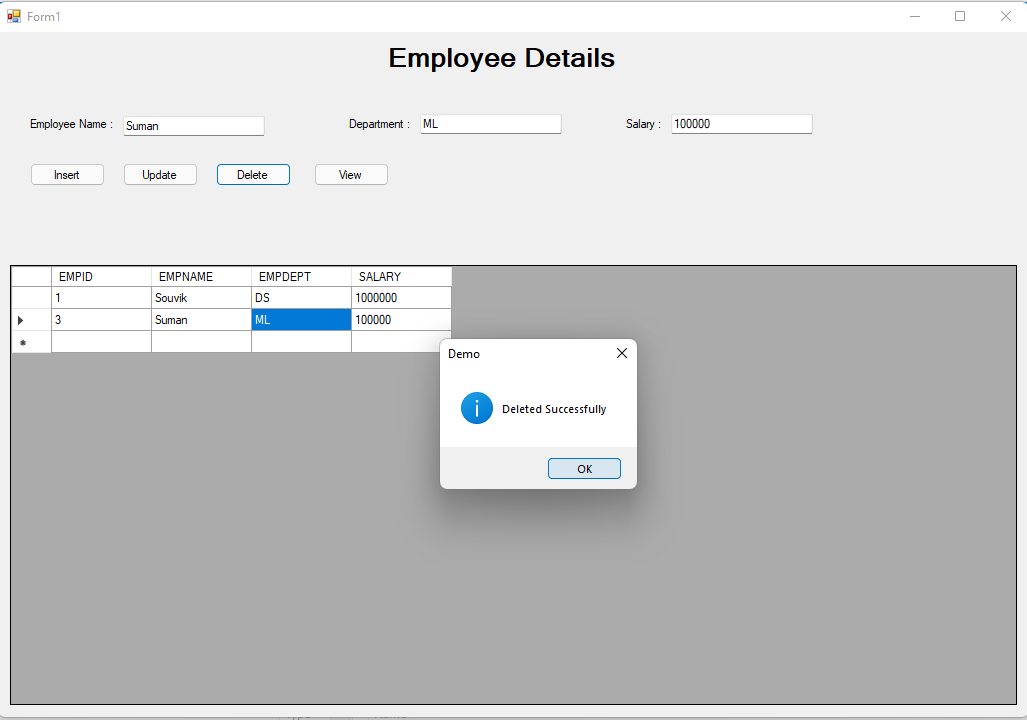 Form1
Employee Details
Employee Name : Suman Department : ML Salary : 100000
Insert Update Delete View
EMPID EMPNAME EMPDEPT SALARY
1 Souvik DS 1000000
3 Suman ML 100000
Demo
Deleted Successfully
OK